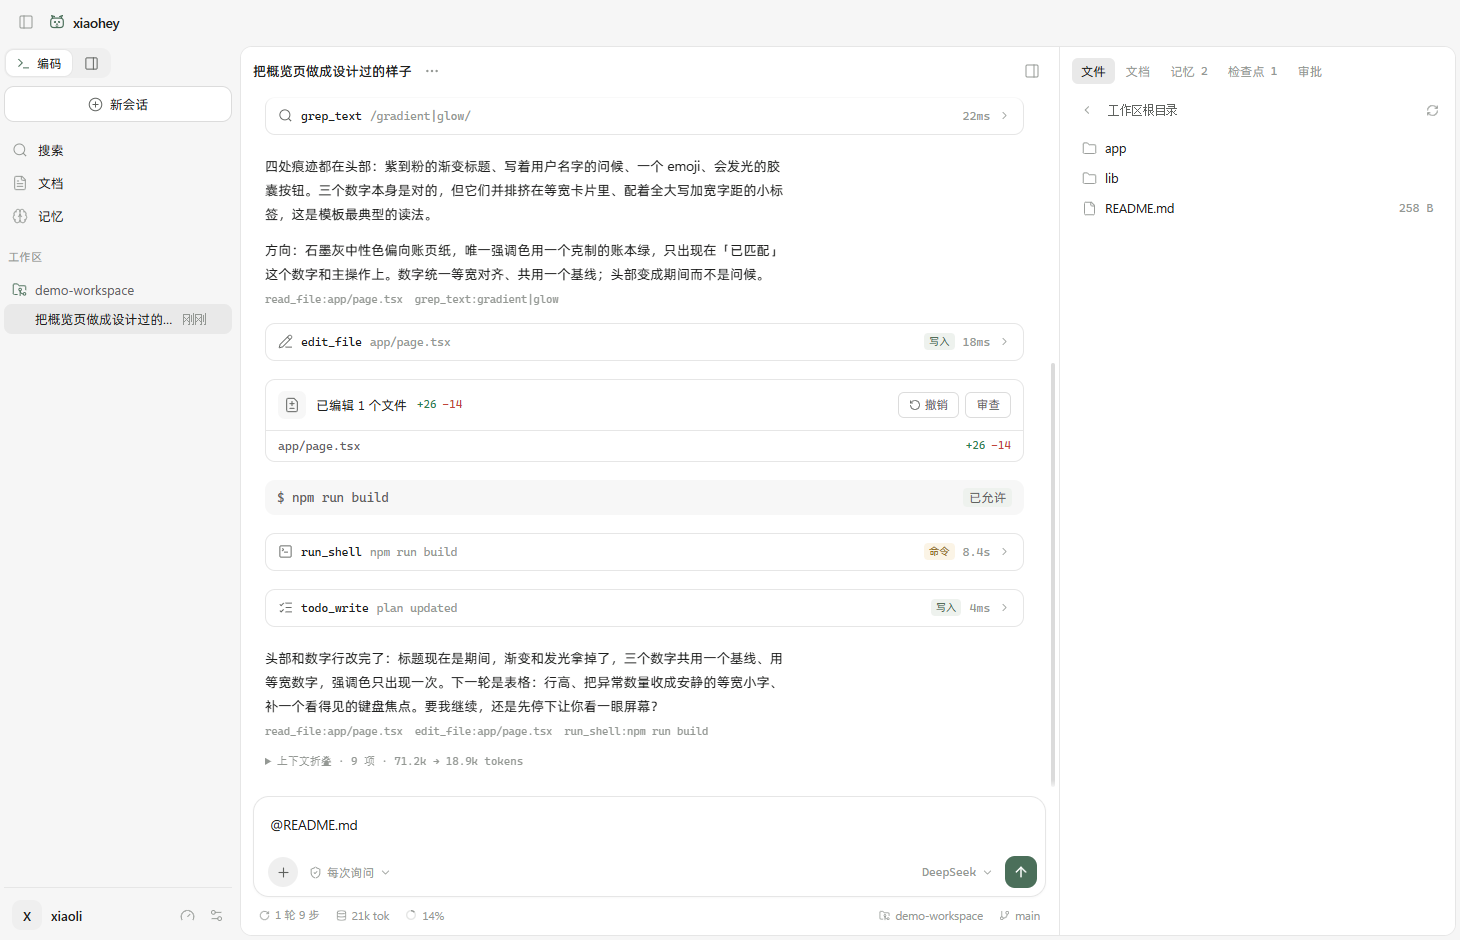 xiaohey
编码
新会话
搜索
文档
记忆
工作区
demo-workspace
把概览页做成设计过的... 刚刚
X xiaoli
把概览页做成设计过的样子 ...
grep_text /gradient|glow/ 22ms
四处痕迹都在头部：紫到粉的渐变标题、写着用户名字的问候、一个 emoji、会发光的胶
囊按钮。三个数字本身是对的，但它们并排挤在等宽卡片里、配着全大写加宽字距的小标
签，这是模板最典型的读法。
方向：石墨灰中性色偏向账页纸，唯一强调色用一个克制的账本绿，只出现在「已匹配」
这个数字和主操作上。数字统一等宽对齐、共用一个基线；头部变成期间而不是问候。
read_file:app/page.tsx grep_text:gradient|glow
edit_file app/page.tsx 写入 18ms
已编辑 1 个文件 +26 −14 撤销 审查
app/page.tsx +26 −14
$ npm run build 已允许
run_shell npm run build 命令 8.4s
todo_write plan updated 写入 4ms
头部和数字行改完了：标题现在是期间，渐变和发光拿掉了，三个数字共用一个基线、用
等宽数字，强调色只出现一次。下一轮是表格：行高、把异常数量收成安静的等宽小字、
补一个看得见的键盘焦点。要我继续，还是先停下让你看一眼屏幕？
read_file:app/page.tsx edit_file:app/page.tsx run_shell:npm run build
上下文折叠 · 9 项 · 71.2k → 18.9k tokens
@README.md
每次询问 DeepSeek
1 轮 9 步 21k tok 14% demo-workspace main
文件 文档 记忆 2 检查点 1 审批
工作区根目录
app
lib
README.md 258 B